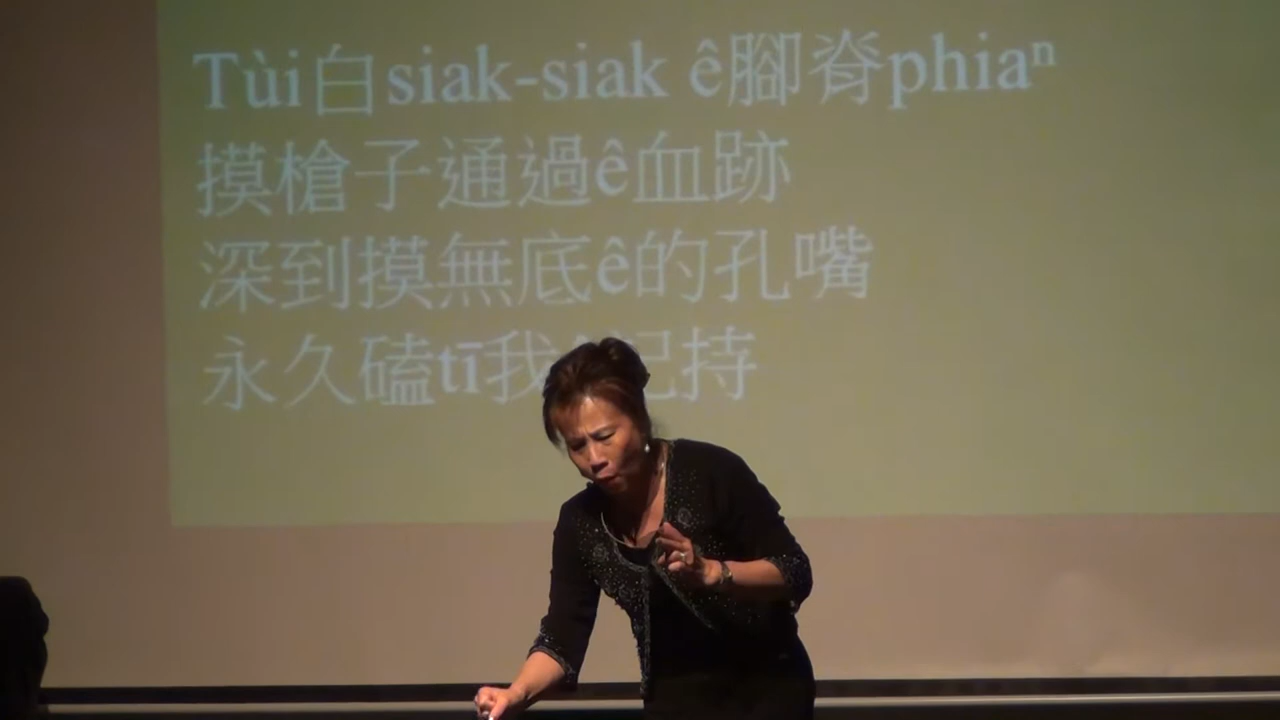 Tùi白siak-siak ê腳脊phiaⁿ
摸槍子通過ê血跡
深到摸無底ê的孔嘴
永久磕tī我 記持